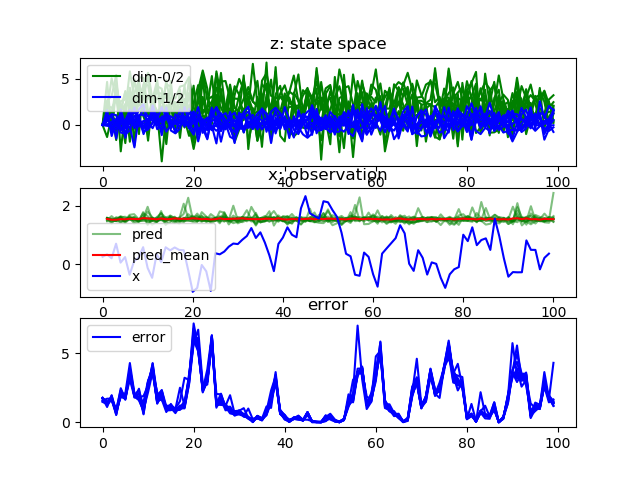 z: state space
5
0
dim-0/2
dim-1/2
0 20 40 60 80 100
x: observation
2
0
pred
pred_mean
x
0 20 40 60 80 100
error
5
0
error
0 20 40 60 80 100